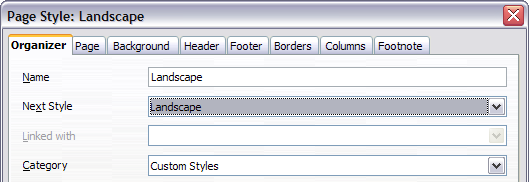 Page Style: Landscape
Organizer Page Background Header Footer Borders Columns Footnote
Name Landscape
Next Style Landscape
Linked with
Category Custom Styles